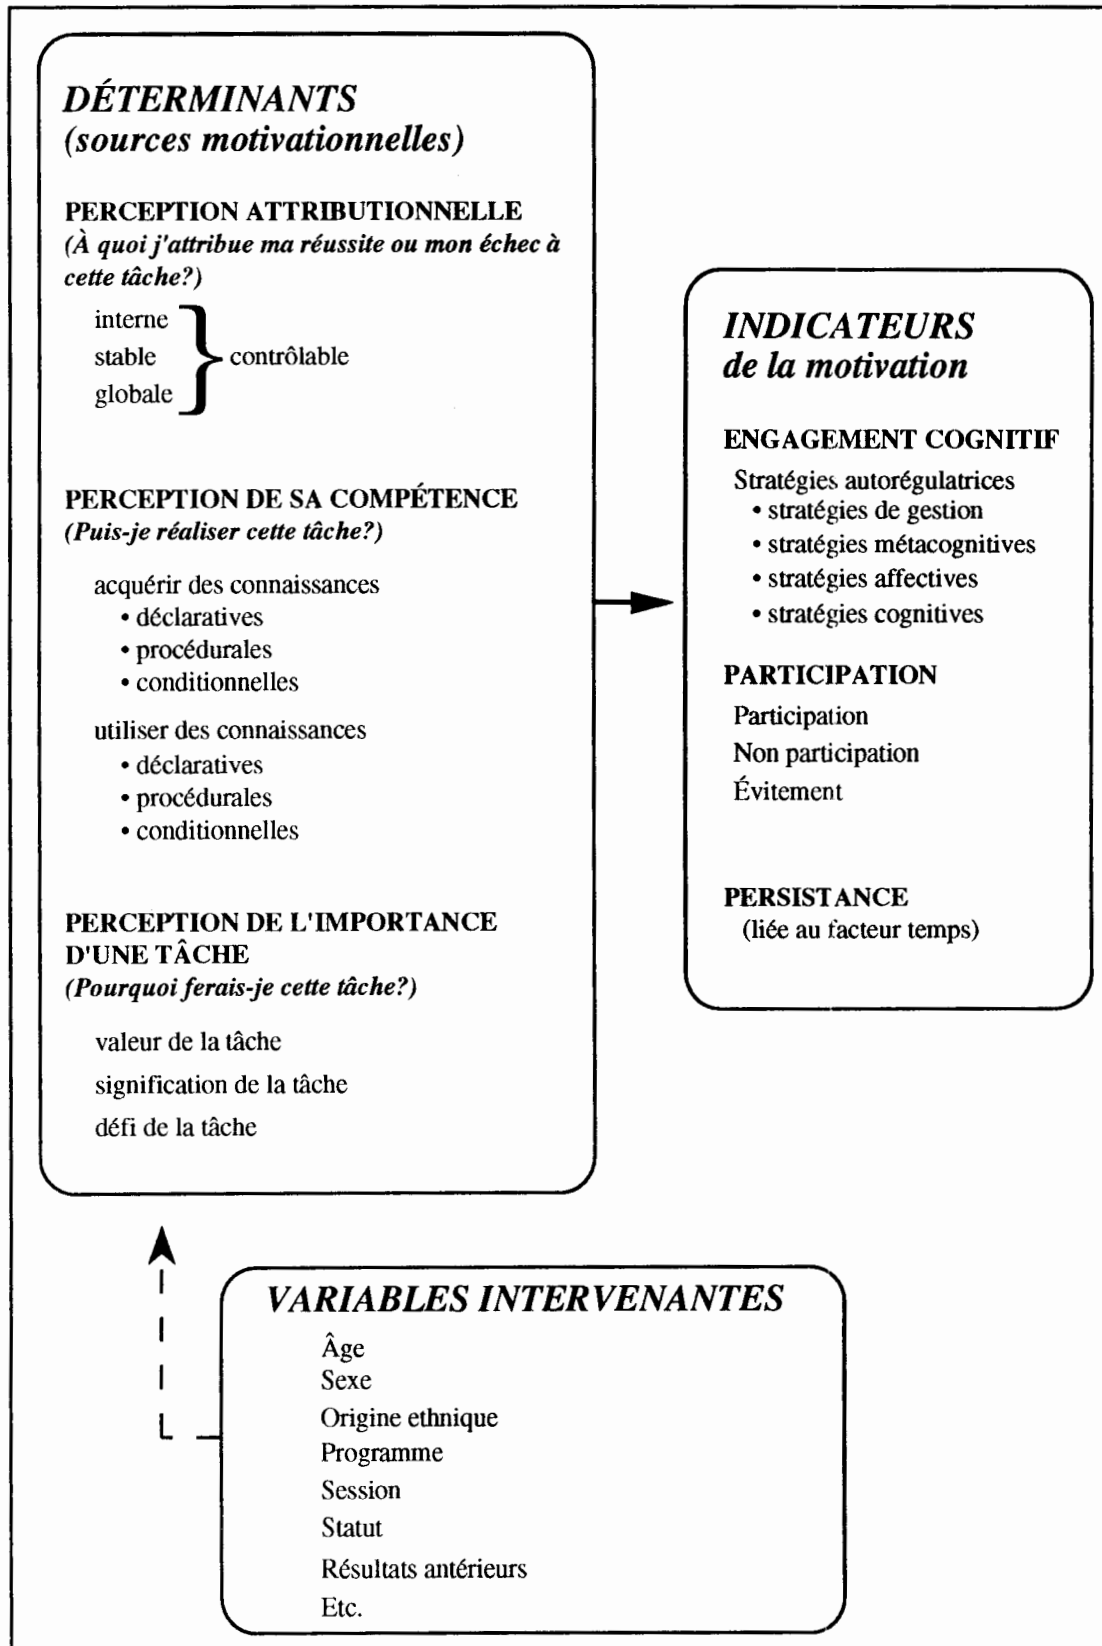 DÉTERMINANTS
(sources motivationnelles)
PERCEPTION ATTRIBUTIONNELLE
(À quoi j'attribue ma réussite ou mon échec à
cette tâche?)
interne
stable
globale
contrôlable
PERCEPTION DE SA COMPÉTENCE
(Puis-je réaliser cette tâche?)
acquérir des connaissances
• déclaratives
• procédurales
• conditionnelles
utiliser des connaissances
• déclaratives
• procédurales
• conditionnelles
PERCEPTION DE L'IMPORTANCE
D'UNE TÂCHE
(Pourquoi ferais-je cette tâche?)
valeur de la tâche
signification de la tâche
défi de la tâche
INDICATEURS
de la motivation
ENGAGEMENT COGNITIF
Stratégies autorégulatrices
• stratégies de gestion
• stratégies métacognitives
• stratégies affectives
• stratégies cognitives
PARTICIPATION
Participation
Non participation
Évitement
PERSISTANCE
(liée au facteur temps)
VARIABLES INTERVENANTES
Âge
Sexe
Origine ethnique
Programme
Session
Statut
Résultats antérieurs
Etc.